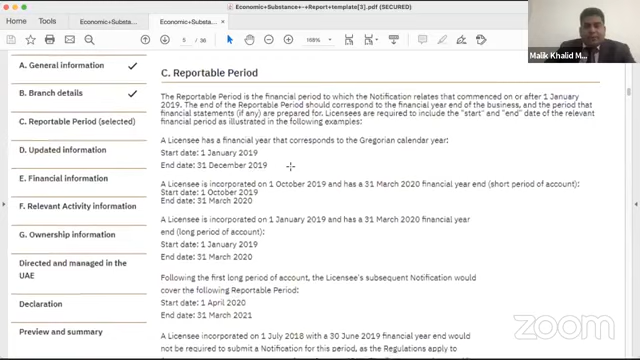 Economic+Substance+-+Report+template[3].pdf (SECURED)
Home
Tools
Economic+Substa...
Economic+Substa...
5 / 36
108%
Malik Khalid M...
A. General information
B. Branch details
C. Reportable Period (selected)
D. Updated information
E. Financial information
F. Relevant Activity information
G. Ownership information
Directed and managed in the
UAE
Declaration
Preview and summary
C. Reportable Period
The Reportable Period is the financial period to which the Notification relates that commenced on or after 1 January
2019. The end of the Reportable Period should correspond to the financial year end of the business, and the period that
financial statements (if any) are prepared for. Licensees are required to include the "start" and "end" date of the relevant
financial period as illustrated in the following examples:
A Licensee has a financial year that corresponds to the Gregorian calendar year:
Start date: 1 January 2019
End date: 31 December 2019
A Licensee is incorporated on 1 October 2019 and has a 31 March 2020 financial year end (short period of account):
Start date: 1 October 2019
End date: 31 March 2020
A Licensee is incorporated on 1 January 2019 and has a 31 March 2020 financial year
end (long period of account):
Start date: 1 January 2019
End date: 31 March 2020
Following the first long period of account, the Licensee's subsequent Notification would
cover the following Reportable Period:
Start date: 1 April 2020
End date: 31 March 2021
A Licensee incorporated on 1 July 2018 with a 30 June 2019 financial year end would
not be required to submit a Notification for this period, as the Regulations apply to
zoom